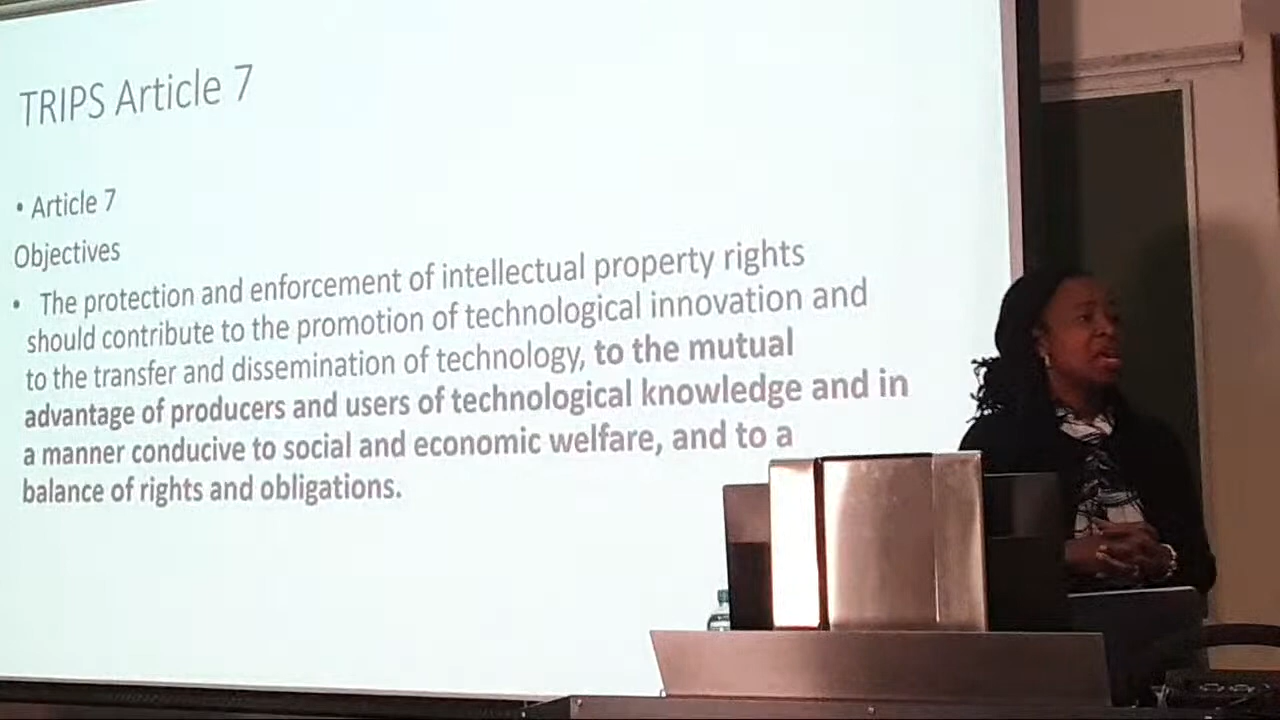 TRIPS Article 7
• Article 7
Objectives
• The protection and enforcement of intellectual property rights
should contribute to the promotion of technological innovation and
to the transfer and dissemination of technology, to the mutual
advantage of producers and users of technological knowledge and in
a manner conducive to social and economic welfare, and to a
balance of rights and obligations.